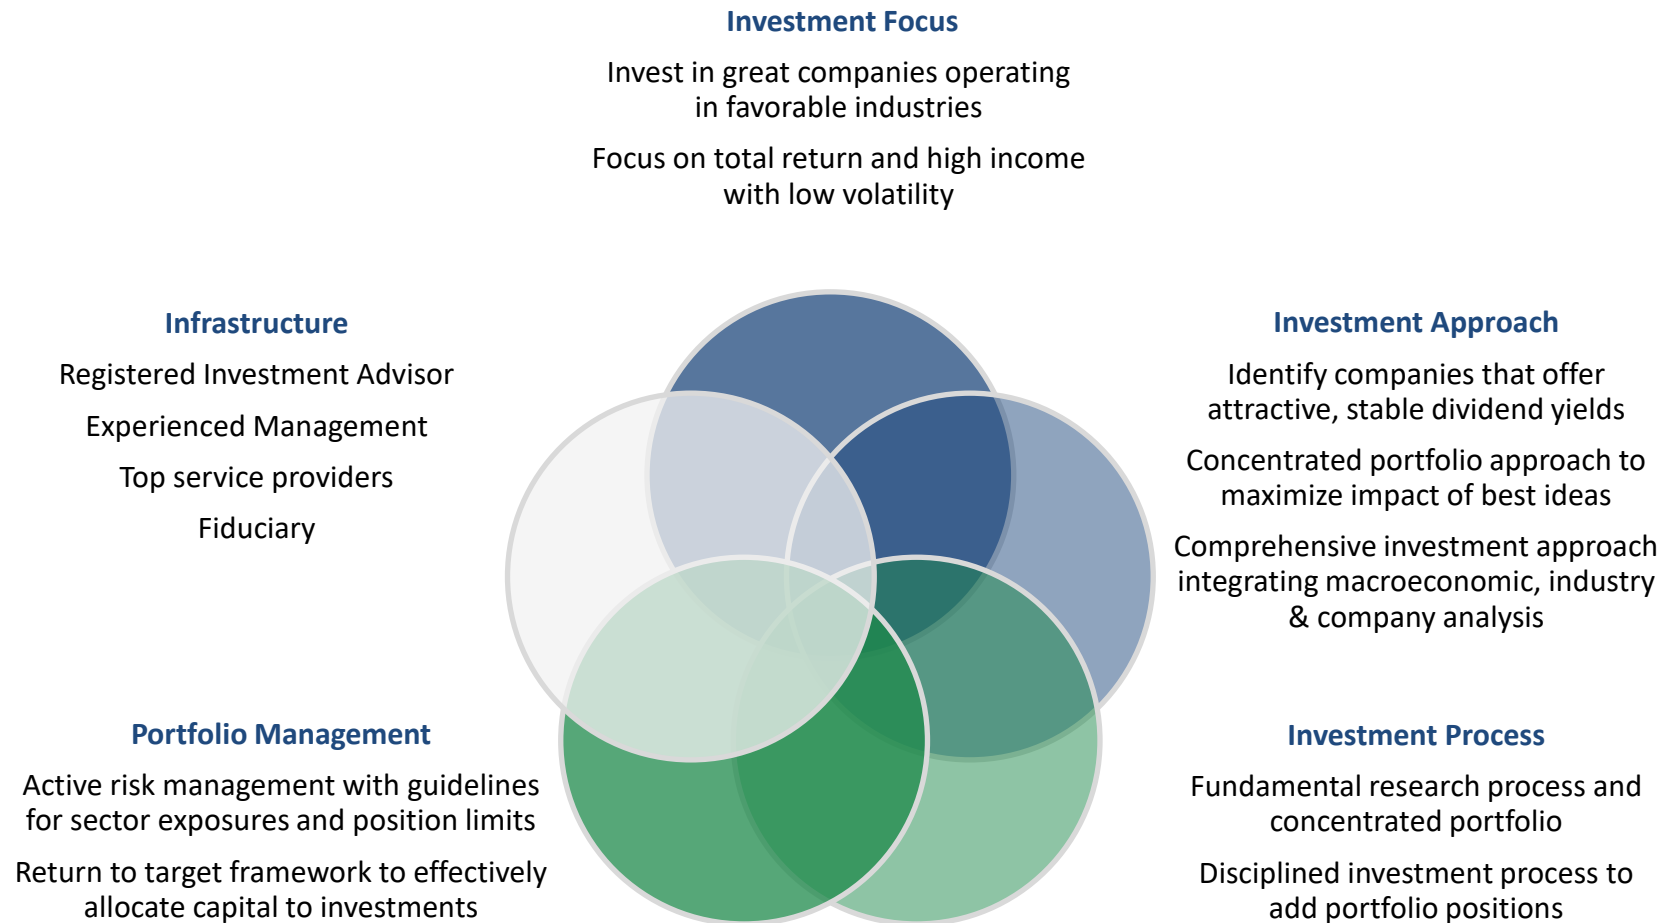 Investment Focus
Invest in great companies operating
in favorable industries
Focus on total return and high income
with low volatility
Infrastructure
Registered Investment Advisor
Experienced Management
Top service providers
Fiduciary
Investment Approach
Identify companies that offer
attractive, stable dividend yields
Concentrated portfolio approach to
maximize impact of best ideas
Comprehensive investment approach
integrating macroeconomic, industry
& company analysis
Portfolio Management
Active risk management with guidelines
for sector exposures and position limits
Return to target framework to effectively
allocate capital to investments
Investment Process
Fundamental research process and
concentrated portfolio
Disciplined investment process to
add portfolio positions